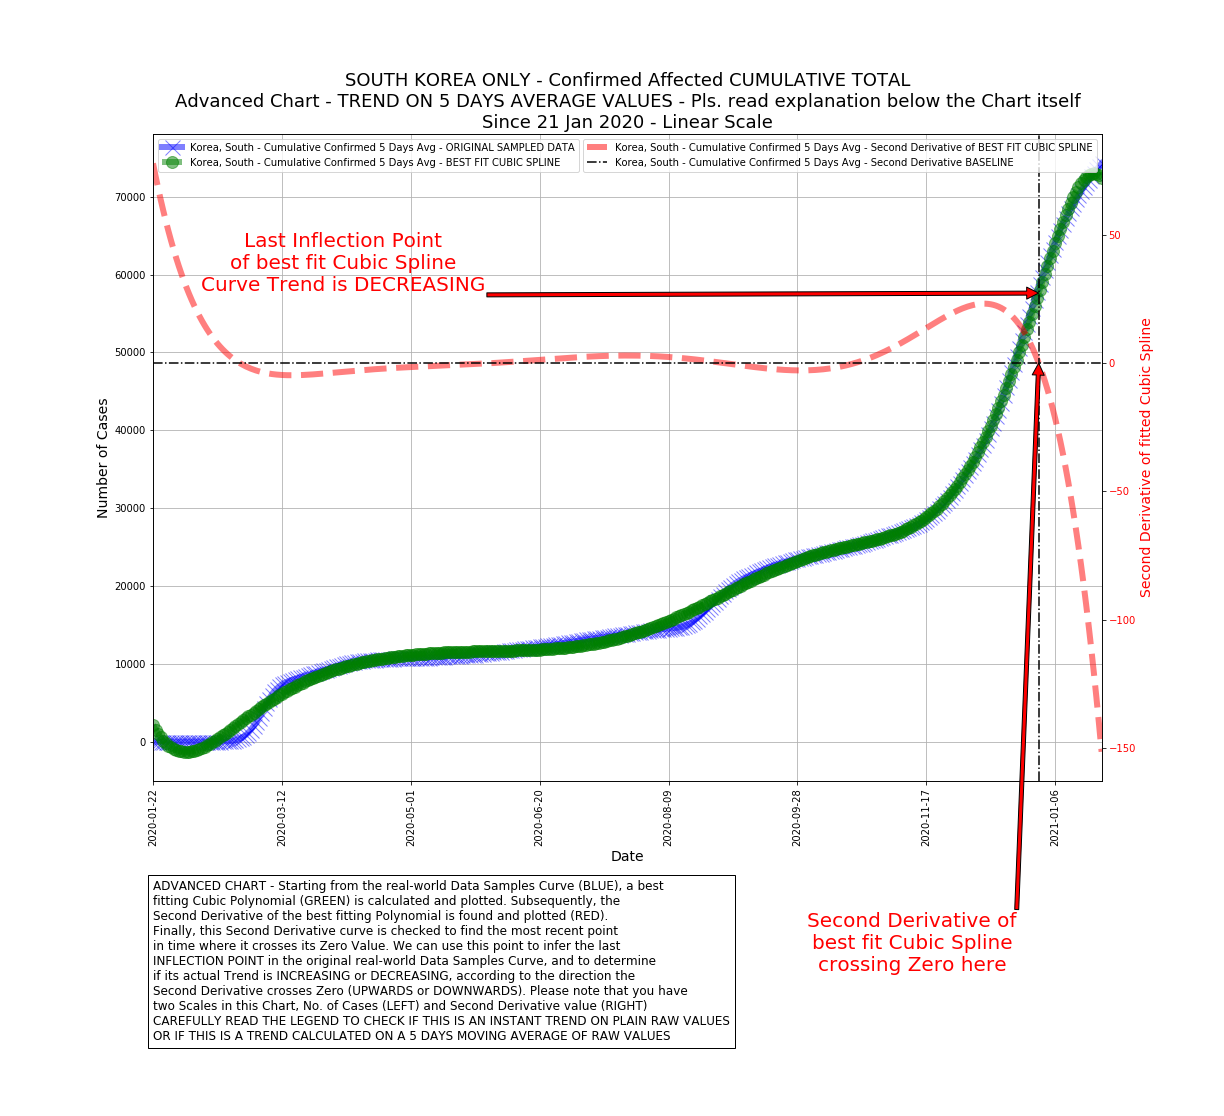 SOUTH KOREA ONLY - Confirmed Affected CUMULATIVE TOTAL
Advanced Chart - TREND ON 5 DAYS AVERAGE VALUES - Pls. read explanation below the Chart itself
Since 21 Jan 2020 - Linear Scale
Korea, South - Cumulative Confirmed 5 Days Avg - ORIGINAL SAMPLED DATA
Korea, South - Cumulative Confirmed 5 Days Avg - BEST FIT CUBIC SPLINE
Korea, South - Cumulative Confirmed 5 Days Avg - Second Derivative of BEST FIT CUBIC SPLINE
Korea, South - Cumulative Confirmed 5 Days Avg - Second Derivative BASELINE
Last Inflection Point
of best fit Cubic Spline
Curve Trend is DECREASING
Number of Cases
70000
60000
50000
40000
30000
20000
10000
0
50
0
−50
−100
−150
Second Derivative of fitted Cubic Spline
2020-01-22
2020-03-12
2020-05-01
2020-06-20
2020-08-09
2020-09-28
2020-11-17
2021-01-06
Date
ADVANCED CHART - Starting from the real-world Data Samples Curve (BLUE), a best
fitting Cubic Polynomial (GREEN) is calculated and plotted. Subsequently, the
Second Derivative of the best fitting Polynomial is found and plotted (RED).
Finally, this Second Derivative curve is checked to find the most recent point
in time where it crosses its Zero Value. We can use this point to infer the last
INFLECTION POINT in the original real-world Data Samples Curve, and to determine
if its actual Trend is INCREASING or DECREASING, according to the direction the
Second Derivative crosses Zero (UPWARDS or DOWNWARDS). Please note that you have
two Scales in this Chart, No. of Cases (LEFT) and Second Derivative value (RIGHT)
CAREFULLY READ THE LEGEND TO CHECK IF THIS IS AN INSTANT TREND ON PLAIN RAW VALUES
OR IF THIS IS A TREND CALCULATED ON A 5 DAYS MOVING AVERAGE OF RAW VALUES
Second Derivative of
best fit Cubic Spline
crossing Zero here